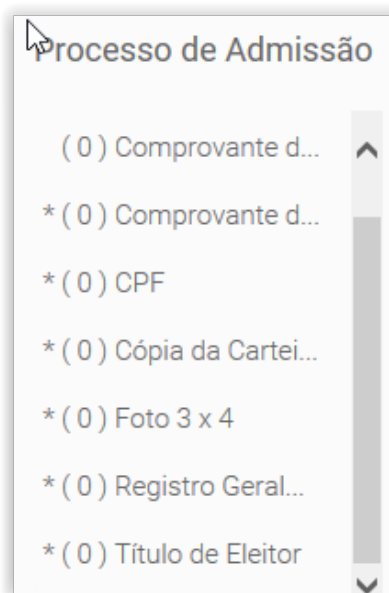 Processo de Admissão
( 0 ) Comprovante d...
* ( 0 ) Comprovante d...
* ( 0 ) CPF
* ( 0 ) Cópia da Cartei...
* ( 0 ) Foto 3 x 4
* ( 0 ) Registro Geral...
* ( 0 ) Título de Eleitor